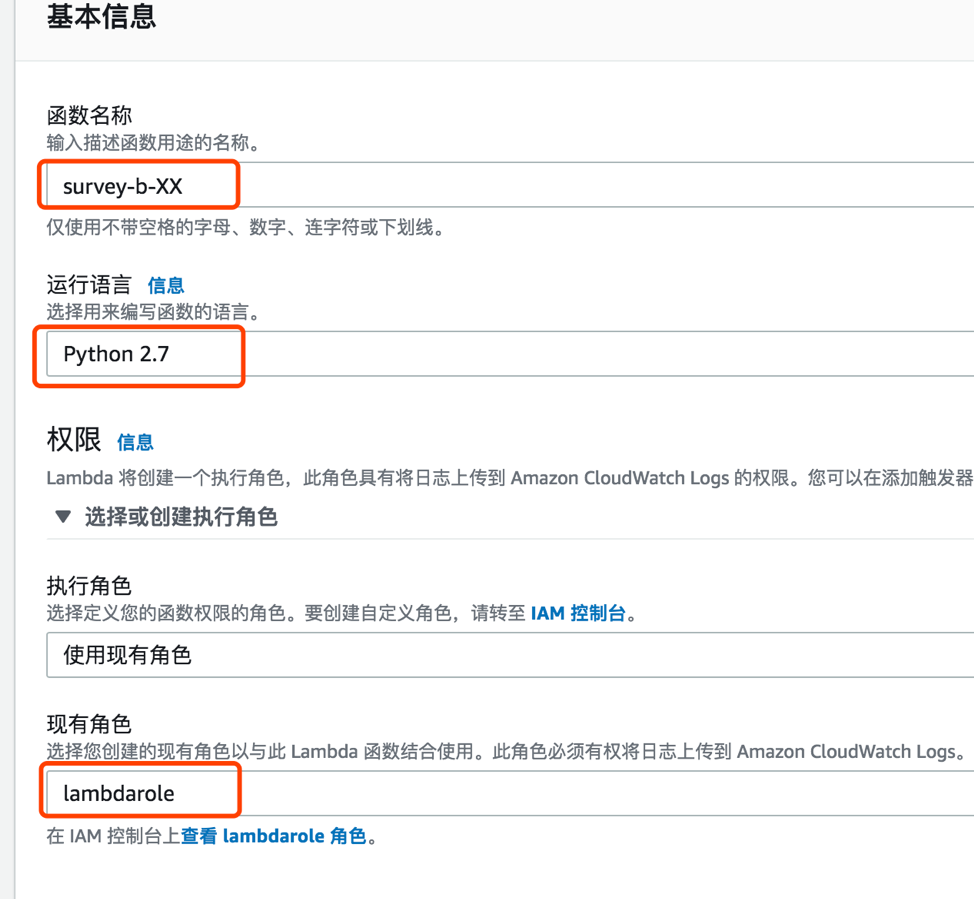 基本信息
函数名称
输入描述函数用途的名称。
survey-b-XX
仅使用不带空格的字母、数字、连字符或下划线。
运行语言 信息
选择用来编写函数的语言。
Python 2.7
权限 信息
Lambda 将创建一个执行角色，此角色具有将日志上传到 Amazon CloudWatch Logs 的权限。您可以在添加触发器
▼ 选择或创建执行角色
执行角色
选择定义您的函数权限的角色。要创建自定义角色，请转至 IAM 控制台。
使用现有角色
现有角色
选择您创建的现有角色以与此 Lambda 函数结合使用。此角色必须有权将日志上传到 Amazon CloudWatch Logs。
lambdarole
在 IAM 控制台上查看 lambdarole 角色。